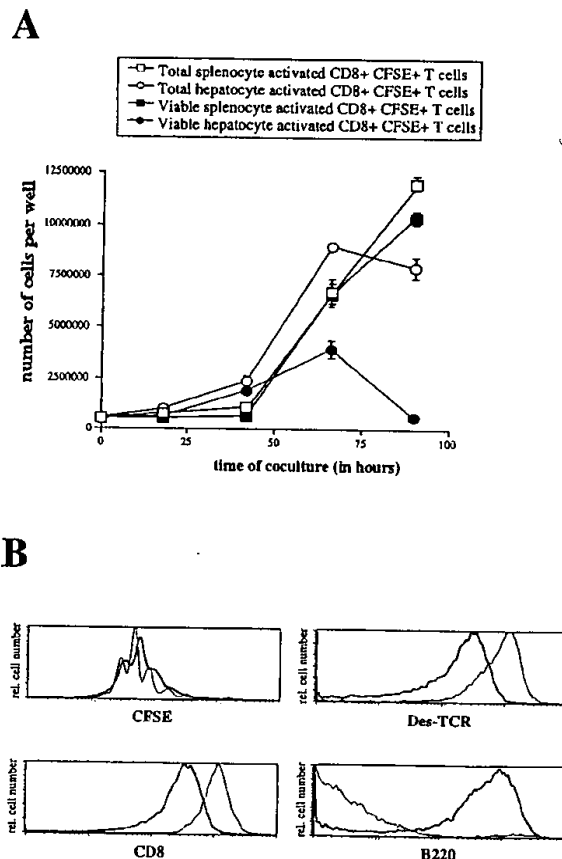 A
Total splenocyte activated CD8+ CFSE+ T cells
Total hepatocyte activated CD8+ CFSE+ T cells
Viable splenocyte activated CD8+ CFSE+ T cells
Viable hepatocyte activated CD8+ CFSE+ T cells
12500000
10000000
7500000
5000000
2500000
0
number of cells per well
0 25 50 75 100
time of coculture (in hours)
B
rel. cell number
CFSE
rel. cell number
Des-TCR
rel. cell number
CD8
rel. cell number
B220